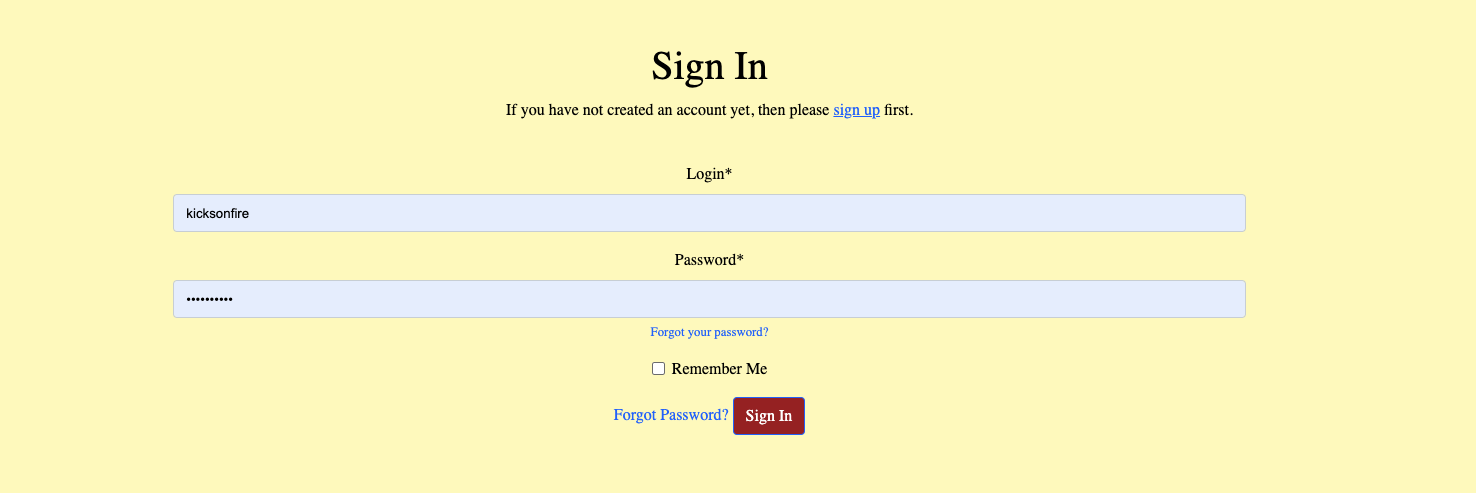 Sign In
If you have not created an account yet, then please sign up first.
Login*
kicksonfire
Password*
••••••••••
Forgot your password?
Remember Me
Forgot Password? Sign In